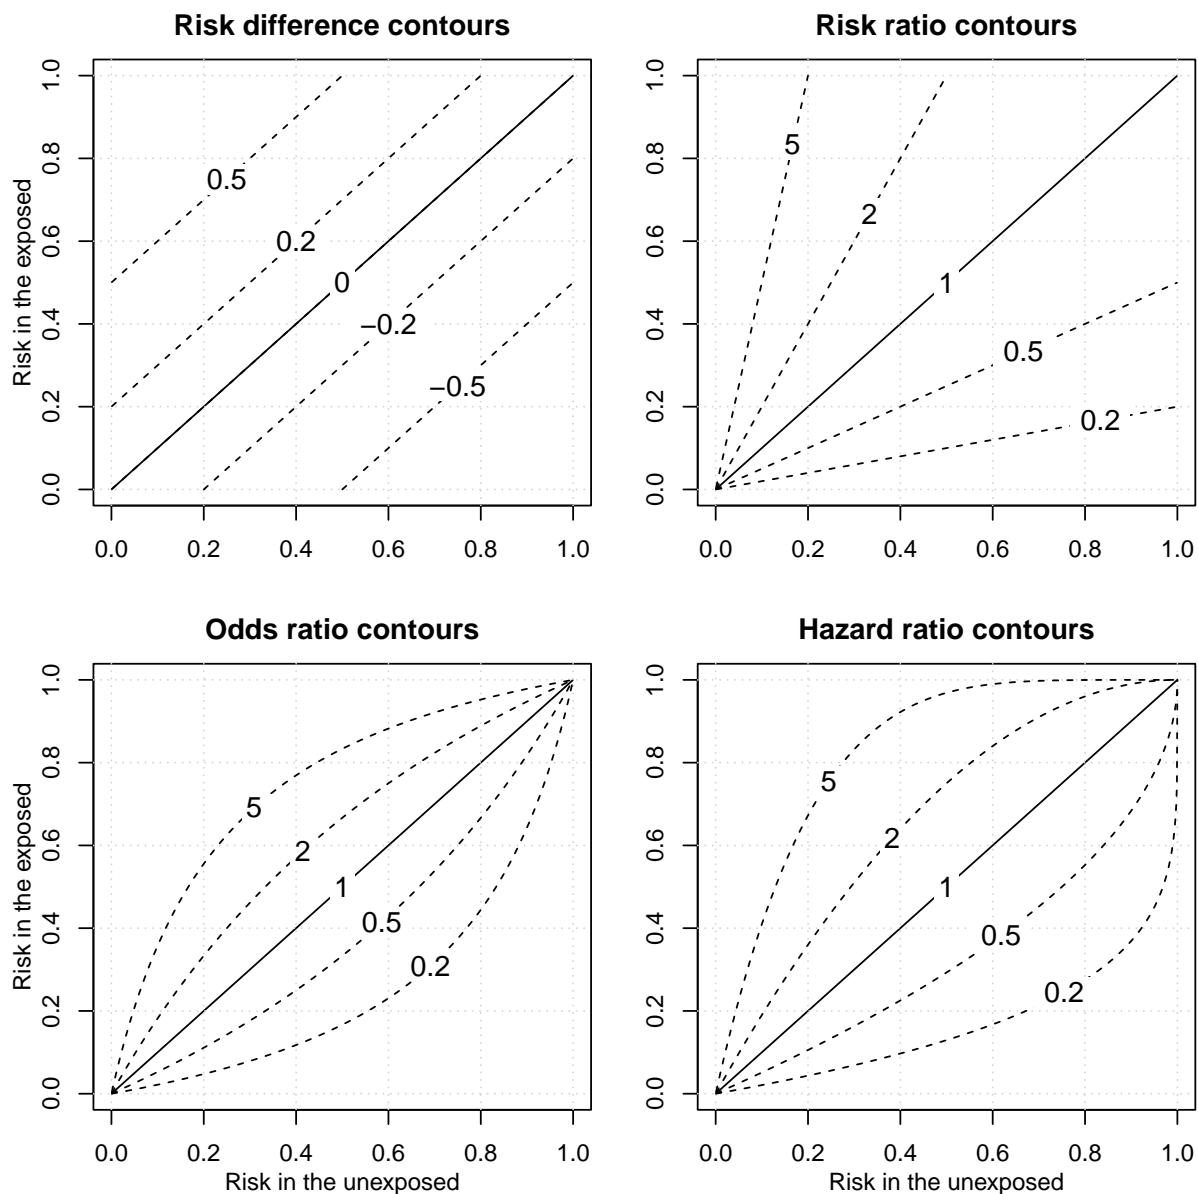 Risk difference contours
Risk in the exposed
0.0 0.2 0.4 0.6 0.8 1.0
0.5
0.2
0
−0.2
−0.5
0.0 0.2 0.4 0.6 0.8 1.0
Risk ratio contours
0.0 0.2 0.4 0.6 0.8 1.0
5
2
1
0.5
0.2
0.0 0.2 0.4 0.6 0.8 1.0
Odds ratio contours
Risk in the exposed
0.0 0.2 0.4 0.6 0.8 1.0
5
2
1
0.5
0.2
0.0 0.2 0.4 0.6 0.8 1.0
Risk in the unexposed
Hazard ratio contours
0.0 0.2 0.4 0.6 0.8 1.0
5
2
1
0.5
0.2
0.0 0.2 0.4 0.6 0.8 1.0
Risk in the unexposed